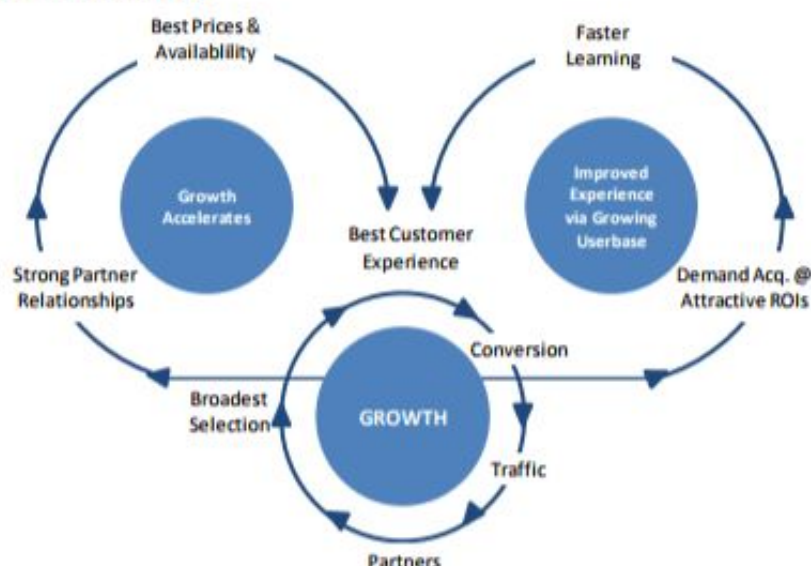 Best Prices &
Availablility
Faster
Learning
Growth
Accelerates
Improved
Experience
via Growing
Userbase
Best Customer
Experience
Strong Partner
Relationships
Demand Acq. @
Attractive ROIs
Conversion
Broadest
Selection
GROWTH
Traffic
Partners